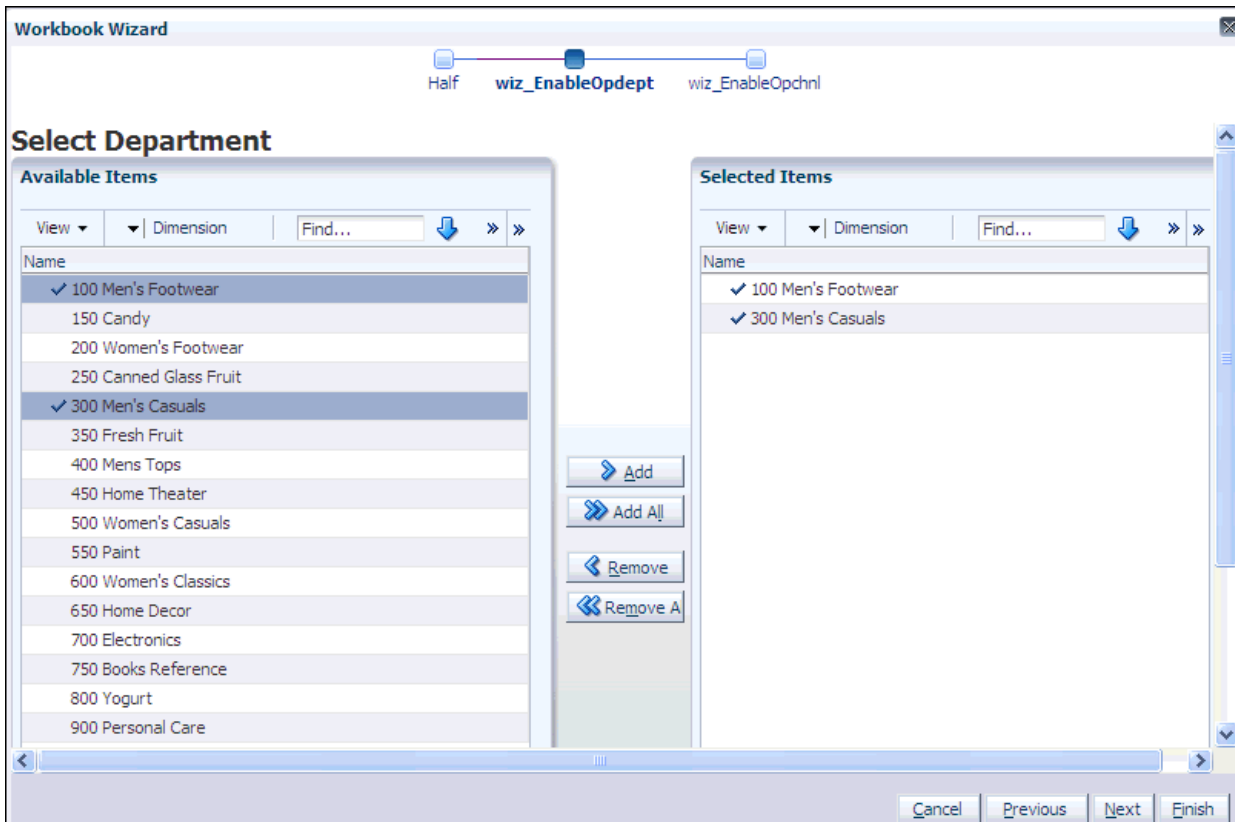 Workbook Wizard
Half wiz_EnableOpdept wiz_EnableOpchnl
Select Department
Available Items
View Dimension Find...
Name
100 Men's Footwear
150 Candy
200 Women's Footwear
250 Canned Glass Fruit
300 Men's Casuals
350 Fresh Fruit
400 Mens Tops
450 Home Theater
500 Women's Casuals
550 Paint
600 Women's Classics
650 Home Decor
700 Electronics
750 Books Reference
800 Yogurt
900 Personal Care
Add
Add All
Remove
Remove A
Selected Items
View Dimension Find...
Name
100 Men's Footwear
300 Men's Casuals
Cancel Previous Next Finish